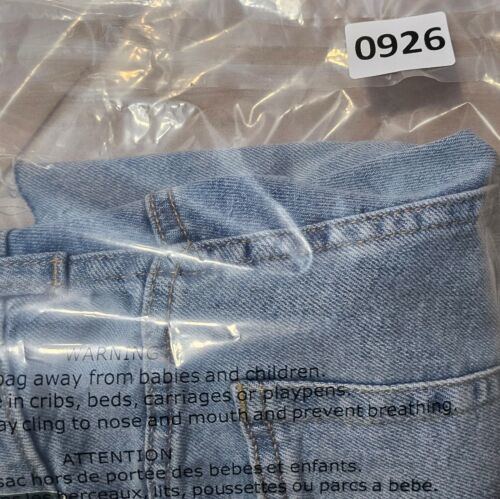 0926
WARNING
bag away from babies and children.
in cribs, beds, carriages or playpens.
cling to nose and mouth and prevent breathing.
ATTENTION
sac hors de portée des bébés et enfants.
berceaux, lits, poussettes ou parcs a bébé.